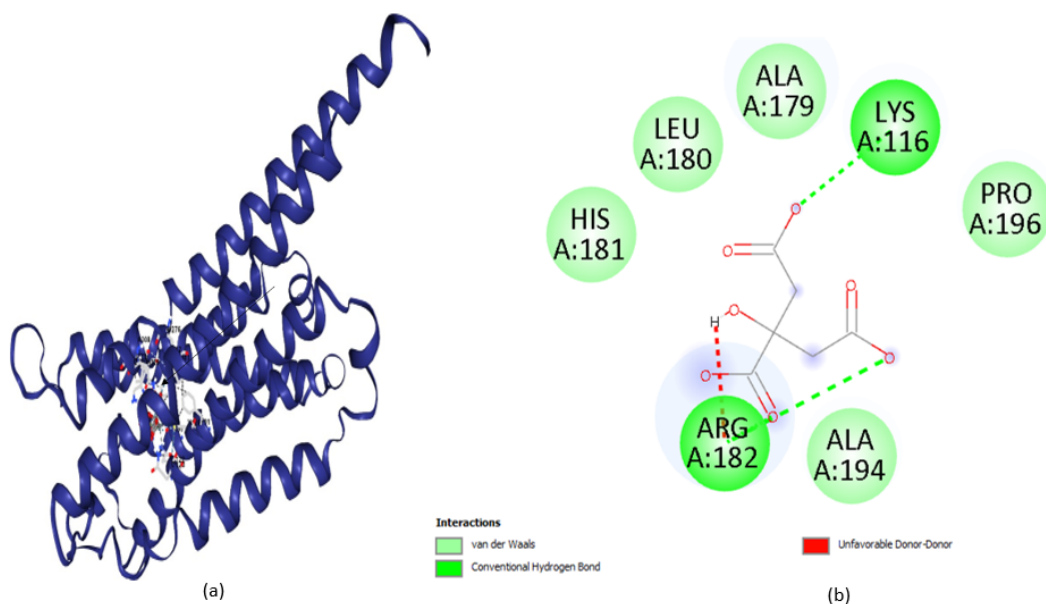 ALA
A:179
LYS
A:116
LEU
A:180
PRO
A:196
HIS
A:181
O
O
H
O
O
O
O
O
ARG
A:182
ALA
A:194
Interactions
van der Waals
Conventional Hydrogen Bond
Unfavorable Donor-Donor
(a)
(b)